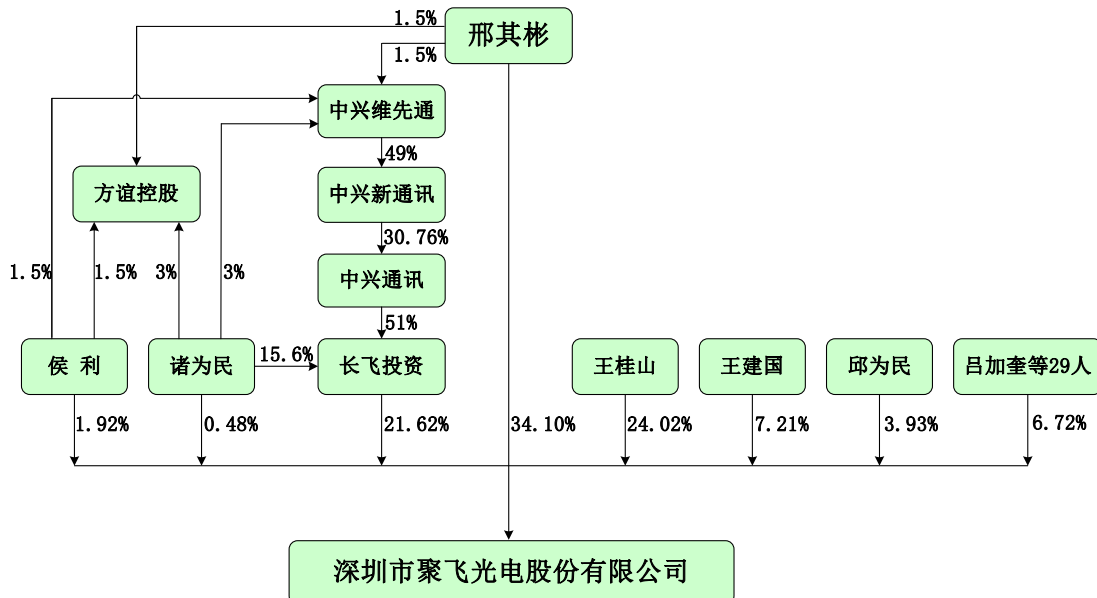 1.5%
邢其彬
1.5%
中兴维先通
49%
方谊控股
中兴新通讯
30.76%
1.5%
1.5%
3%
3%
中兴通讯
51%
侯 利
诸为民
15.6%
长飞投资
王桂山
王建国
邱为民
吕加奎等29人
1.92%
0.48%
21.62%
34.10%
24.02%
7.21%
3.93%
6.72%
深圳市聚飞光电股份有限公司